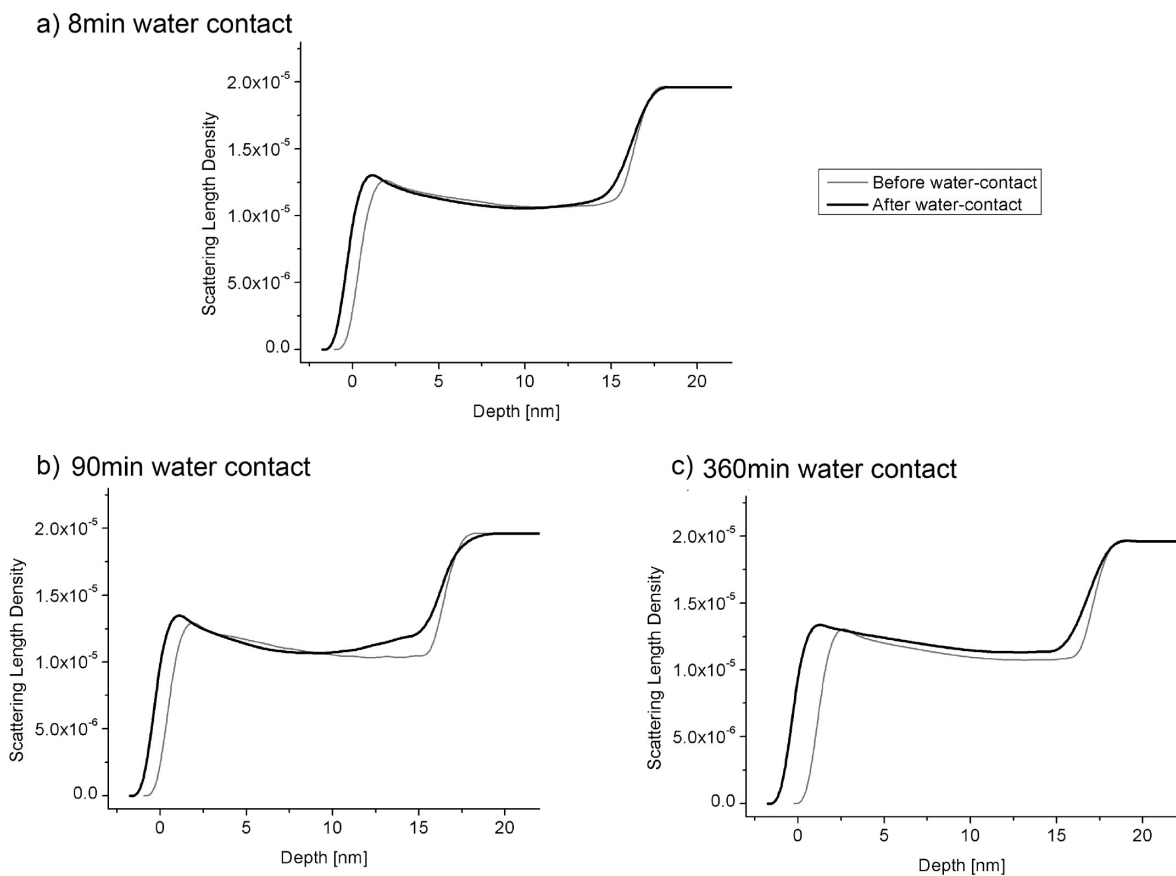 a) 8min water contact
Scattering Length Density
2.0x10⁻⁵
1.5x10⁻⁵
1.0x10⁻⁵
5.0x10⁻⁶
0.0
0 5 10 15 20
Depth [nm]
Before water-contact
After water-contact
b) 90min water contact
Scattering Length Density
2.0x10⁻⁵
1.5x10⁻⁵
1.0x10⁻⁵
5.0x10⁻⁶
0.0
0 5 10 15 20
Depth [nm]
c) 360min water contact
Scattering Length Density
2.0x10⁻⁵
1.5x10⁻⁵
1.0x10⁻⁵
5.0x10⁻⁶
0.0
0 5 10 15 20
Depth [nm]